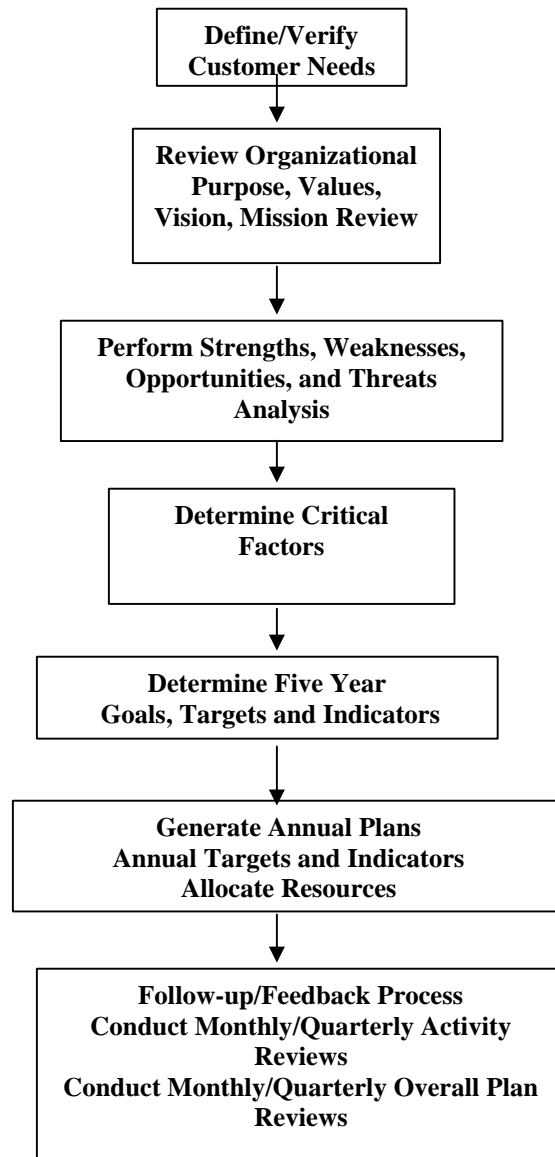 Define/Verify
Customer Needs
Review Organizational
Purpose, Values,
Vision, Mission Review
Perform Strengths, Weaknesses,
Opportunities, and Threats
Analysis
Determine Critical
Factors
Determine Five Year
Goals, Targets and Indicators
Generate Annual Plans
Annual Targets and Indicators
Allocate Resources
Follow-up/Feedback Process
Conduct Monthly/Quarterly Activity
Reviews
Conduct Monthly/Quarterly Overall Plan
Reviews